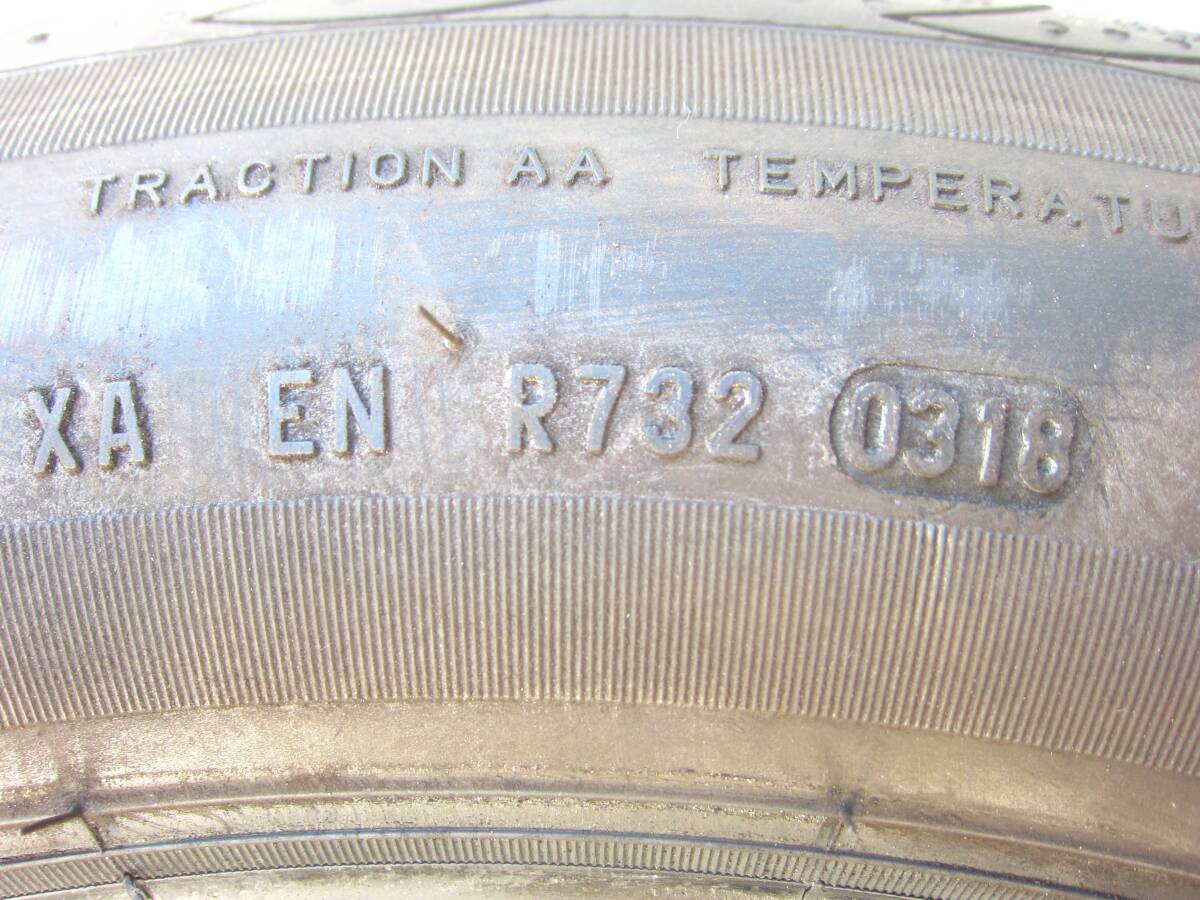 TRACTION AA TEMPERATU
XA EN R732 0318